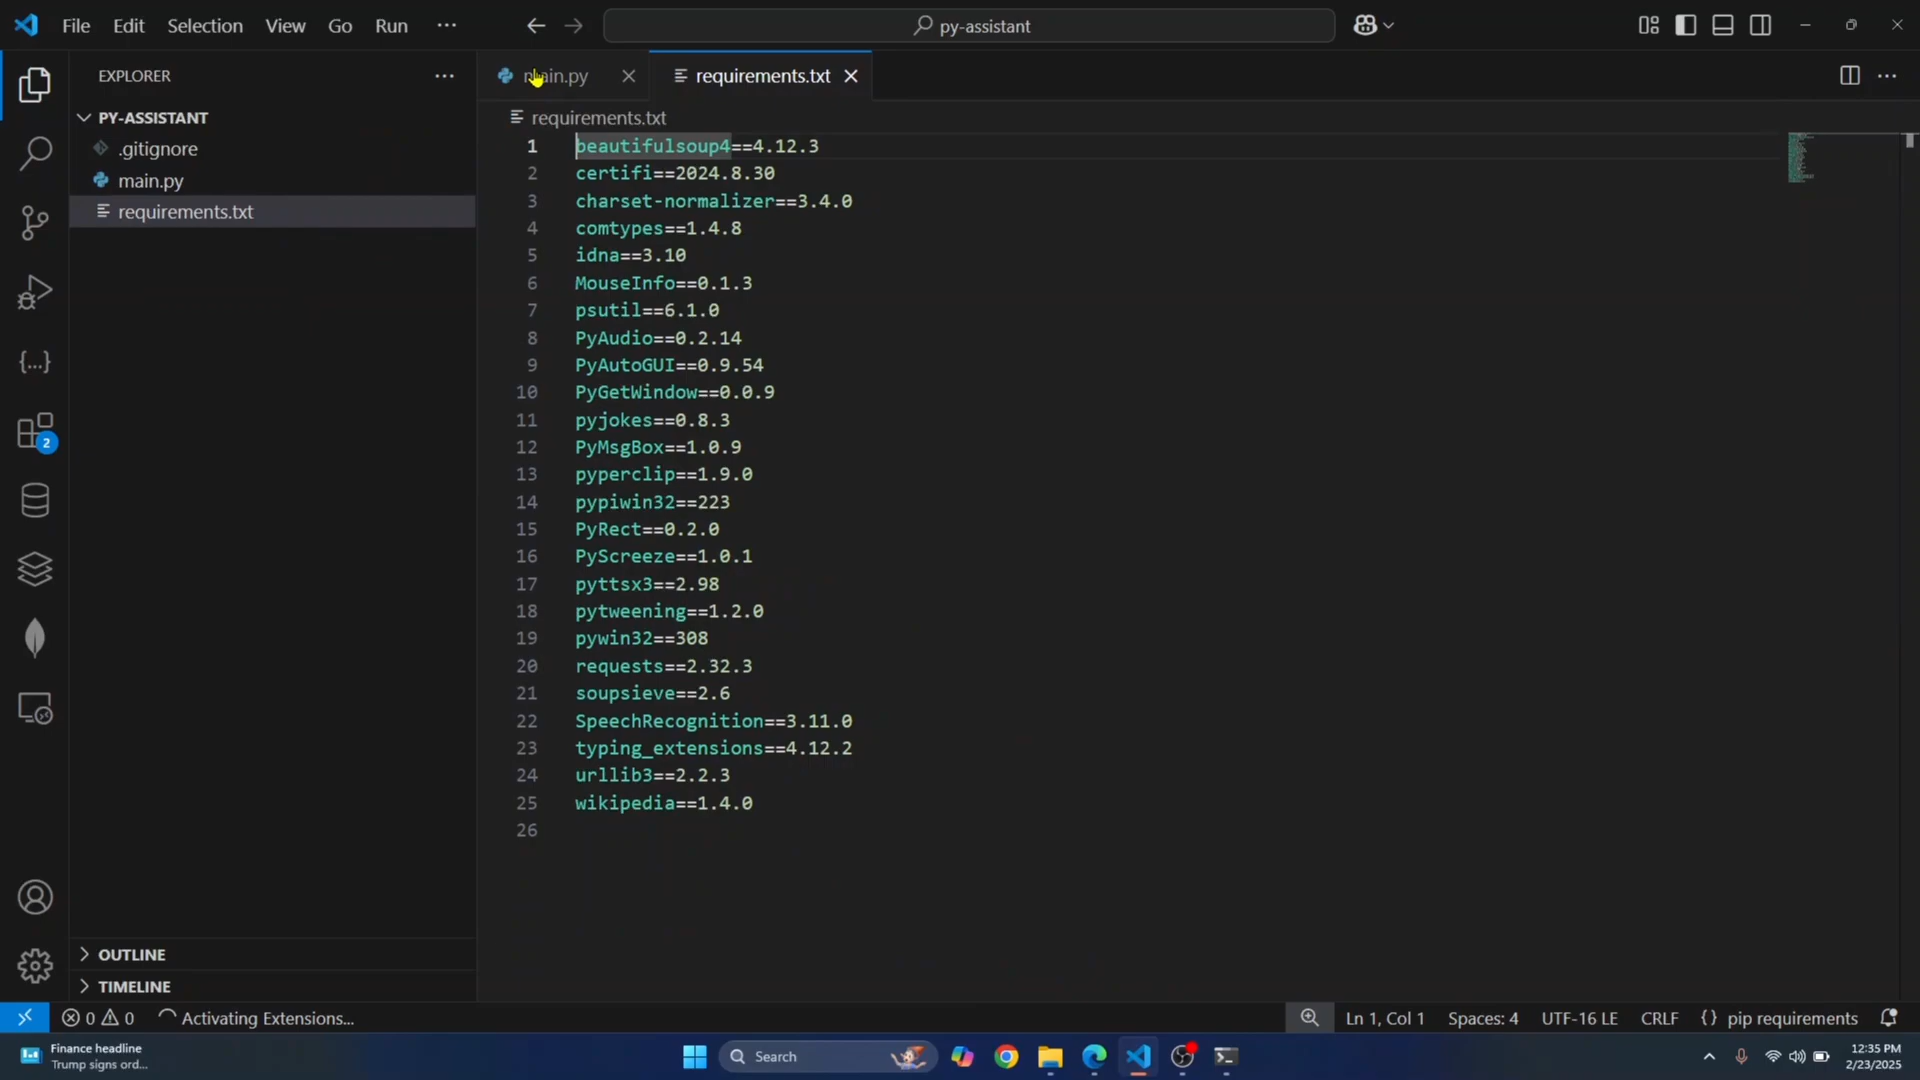 File Edit Selection View Go Run ···
py-assistant
EXPLORER
main.py
requirements.txt
PY-ASSISTANT
.gitignore
main.py
requirements.txt
requirements.txt
1 beautifulsoup4==4.12.3
2 certifi==2024.8.30
3 charset-normalizer==3.4.0
4 comtypes==1.4.8
5 idna==3.10
6 MouseInfo==0.1.3
7 psutil==6.1.0
8 PyAudio==0.2.14
9 PyAutoGUI==0.9.54
10 PyGetWindow==0.0.9
11 pyjokes==0.8.3
12 PyMsgBox==1.0.9
13 pyperclip==1.9.0
14 pypiwin32==223
15 PyRect==0.2.0
16 PyScreeze==1.0.1
17 pyttsx3==2.98
18 pytweening==1.2.0
19 pywin32==308
20 requests==2.32.3
21 soupsieve==2.6
22 SpeechRecognition==3.11.0
23 typing_extensions==4.12.2
24 urllib3==2.2.3
25 wikipedia==1.4.0
26
2
OUTLINE
TIMELINE
0 0 Activating Extensions...
Ln 1, Col 1 Spaces: 4 UTF-16 LE CRLF {} pip requirements
Finance headline
Trump signs ord...
Search
12:35 PM
2/23/2025